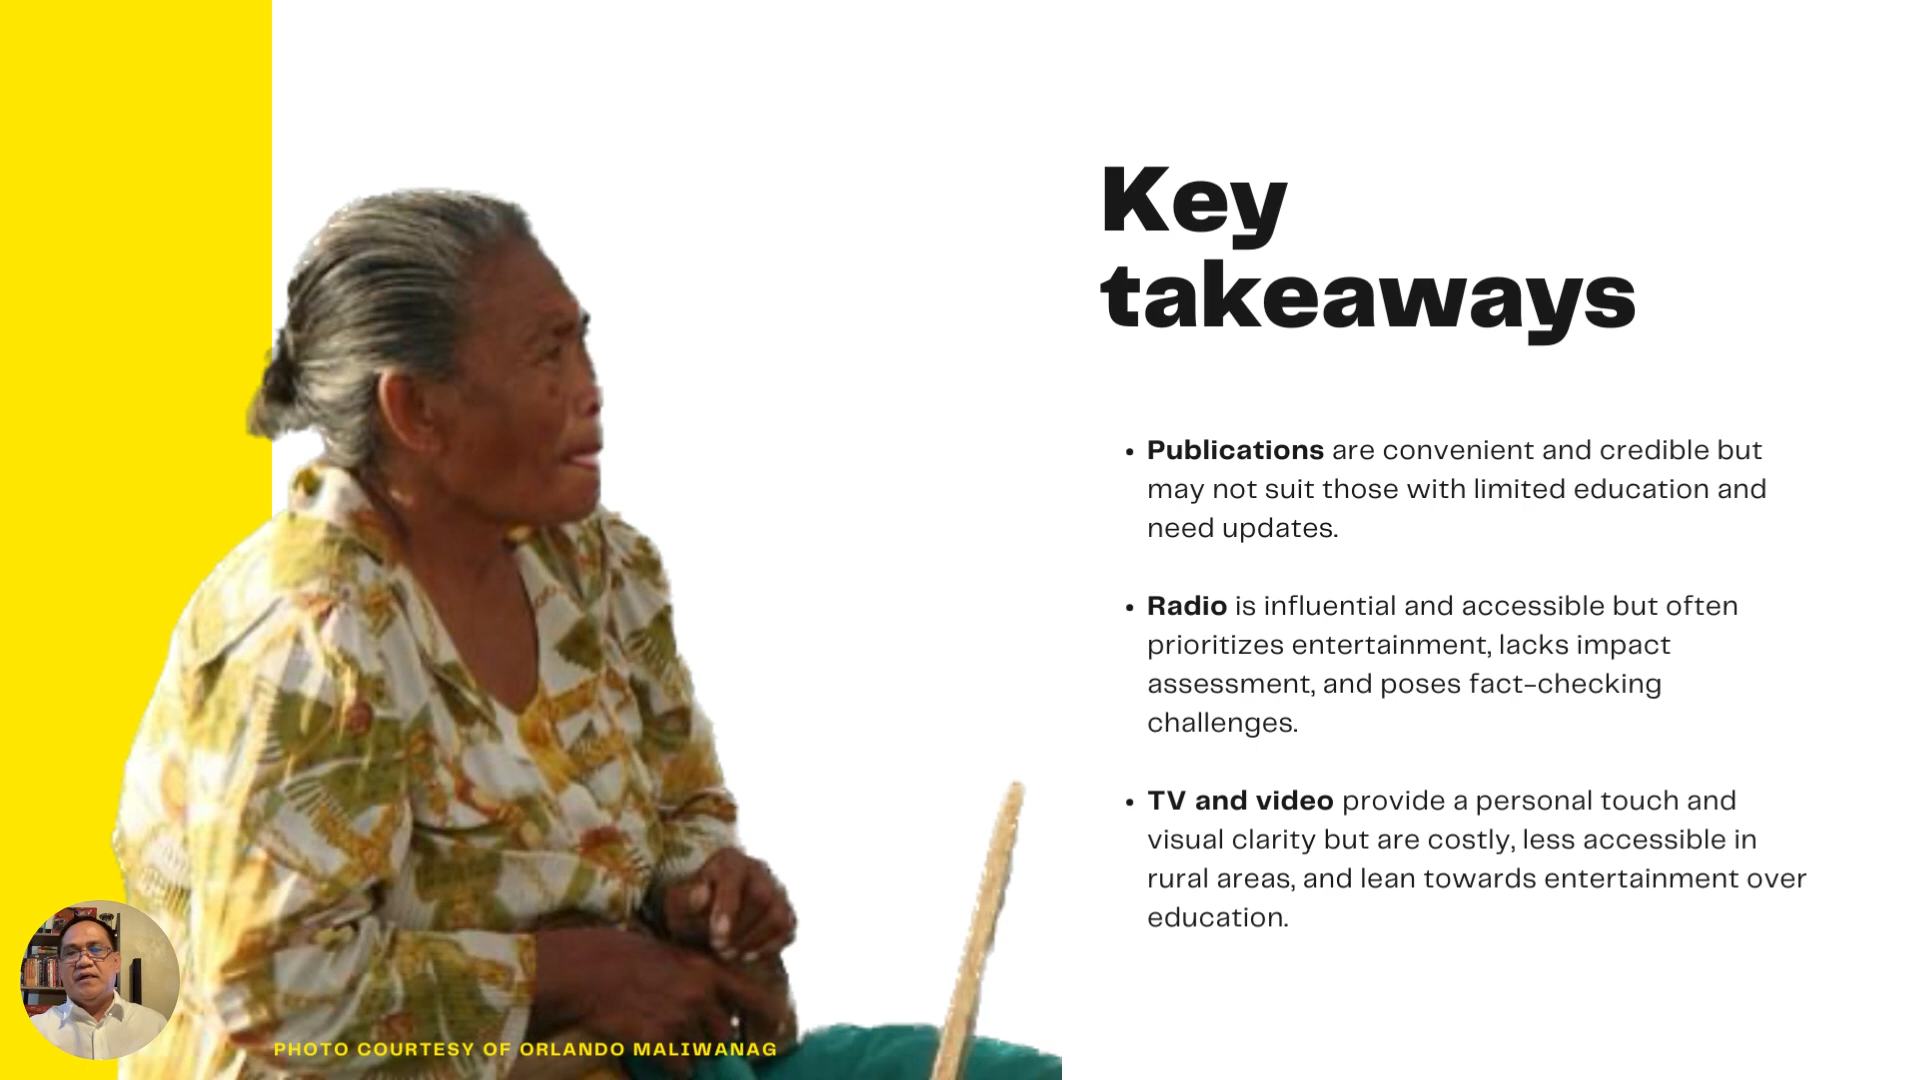 Key
takeaways
• Publications are convenient and credible but
may not suit those with limited education and
need updates.
• Radio is influential and accessible but often
prioritizes entertainment, lacks impact
assessment, and poses fact-checking
challenges.
• TV and video provide a personal touch and
visual clarity but are costly, less accessible in
rural areas, and lean towards entertainment over
education.
PHOTO COURTESY OF ORLANDO MALIWANAG